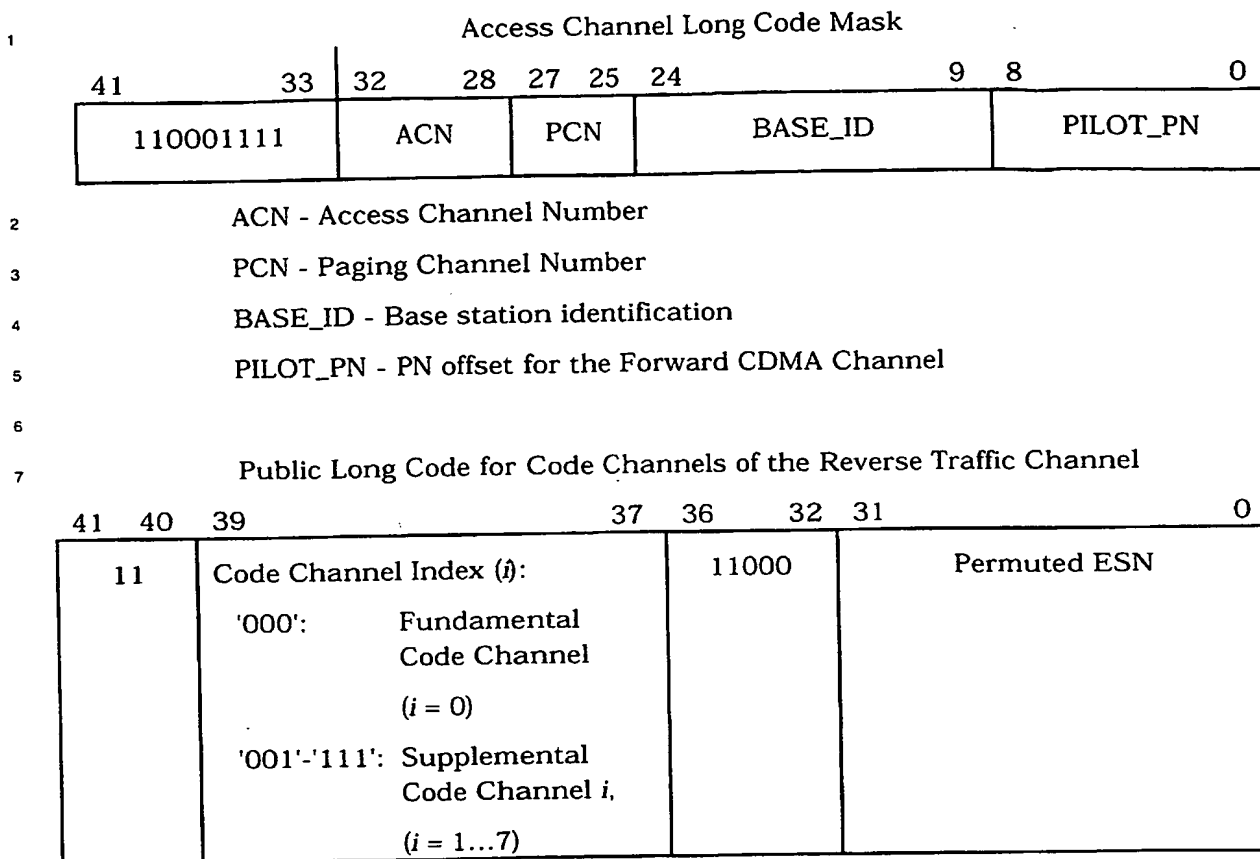 1 Access Channel Long Code Mask
41 33 32 28 27 25 24 9 8 0
110001111 ACN PCN BASE_ID PILOT_PN
2 ACN - Access Channel Number
3 PCN - Paging Channel Number
4 BASE_ID - Base station identification
5 PILOT_PN - PN offset for the Forward CDMA Channel
6
7 Public Long Code for Code Channels of the Reverse Traffic Channel
41 40 39 37 36 32 31 0
11 Code Channel Index (i): 11000 Permuted ESN
'000': Fundamental
Code Channel
(i = 0)
'001'-'111': Supplemental
Code Channel i,
(i = 1...7)